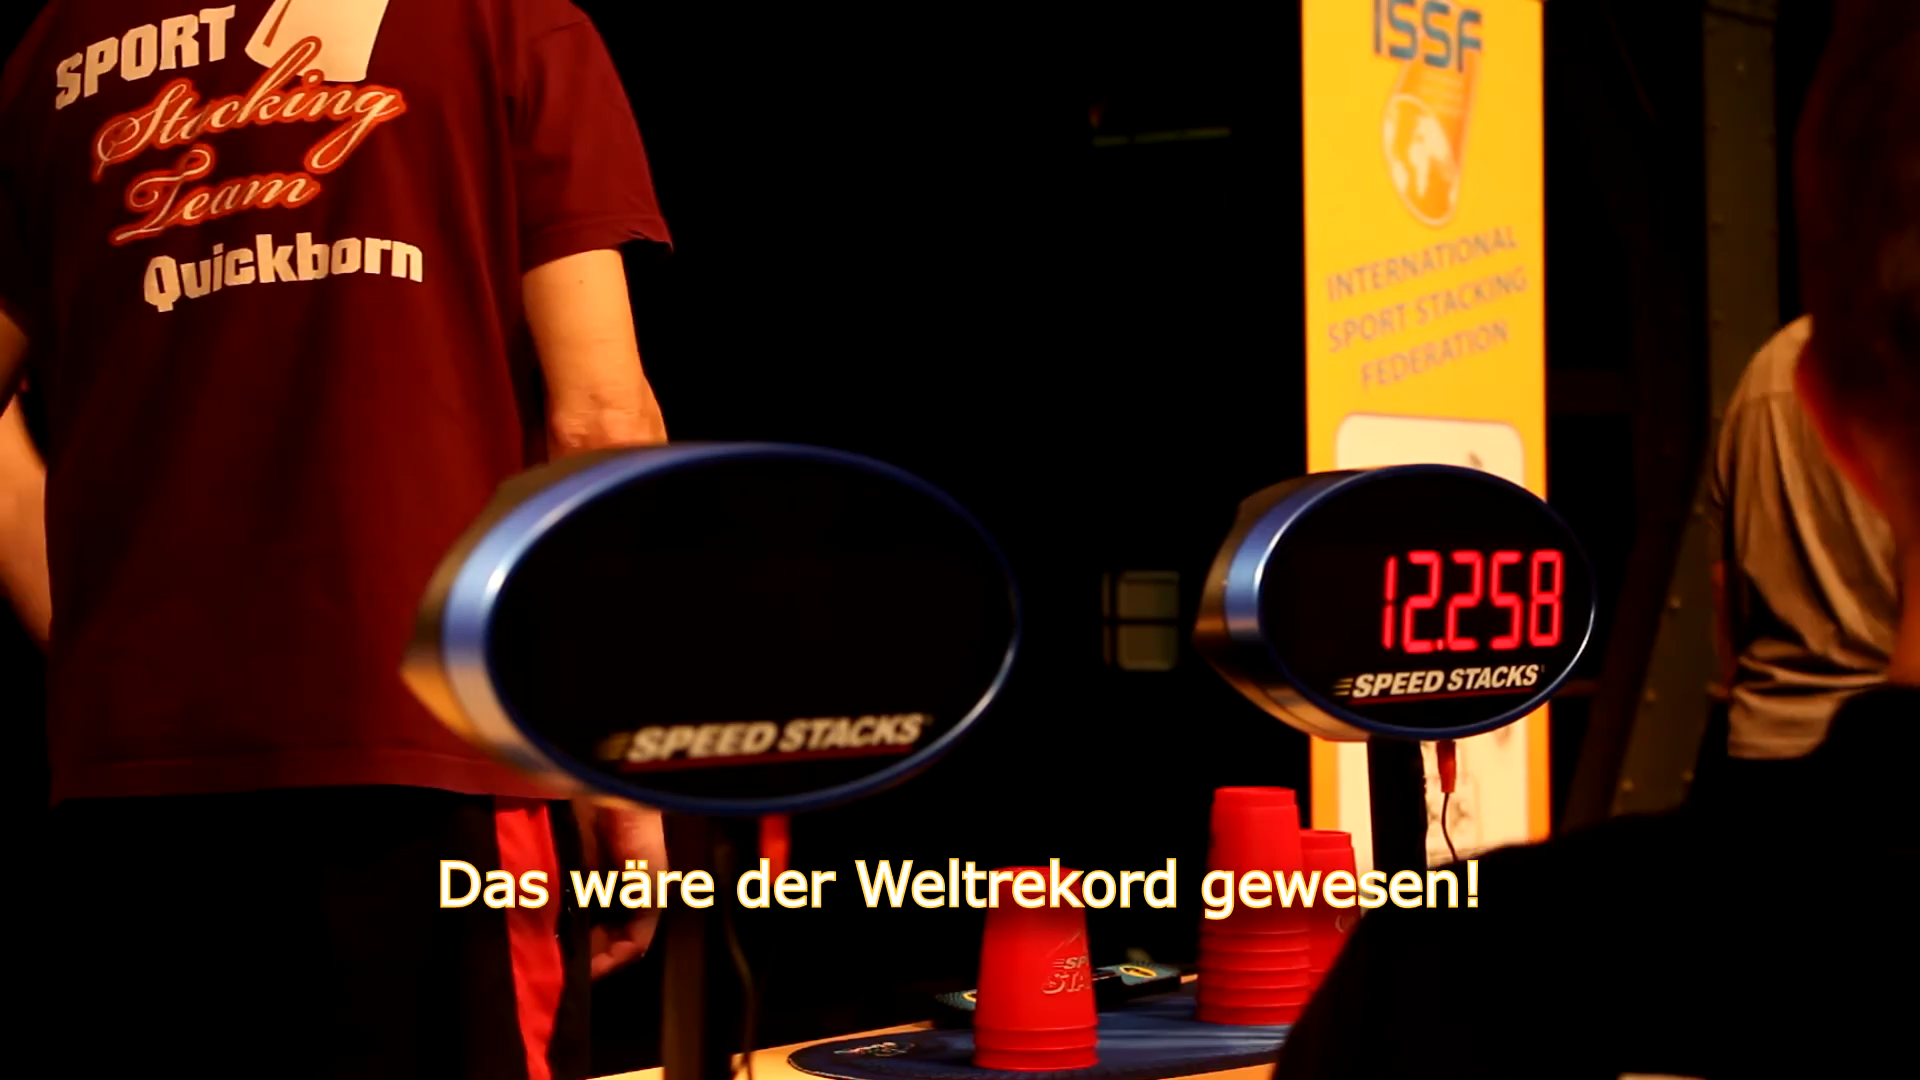 SPORT
Stacking
Team
Quickborn
ISSF
INTERNATIONAL
SPORT STACKING
FEDERATION
12.258
SPEED STACKS
SPEED STACKS
Das wäre der Weltrekord gewesen!